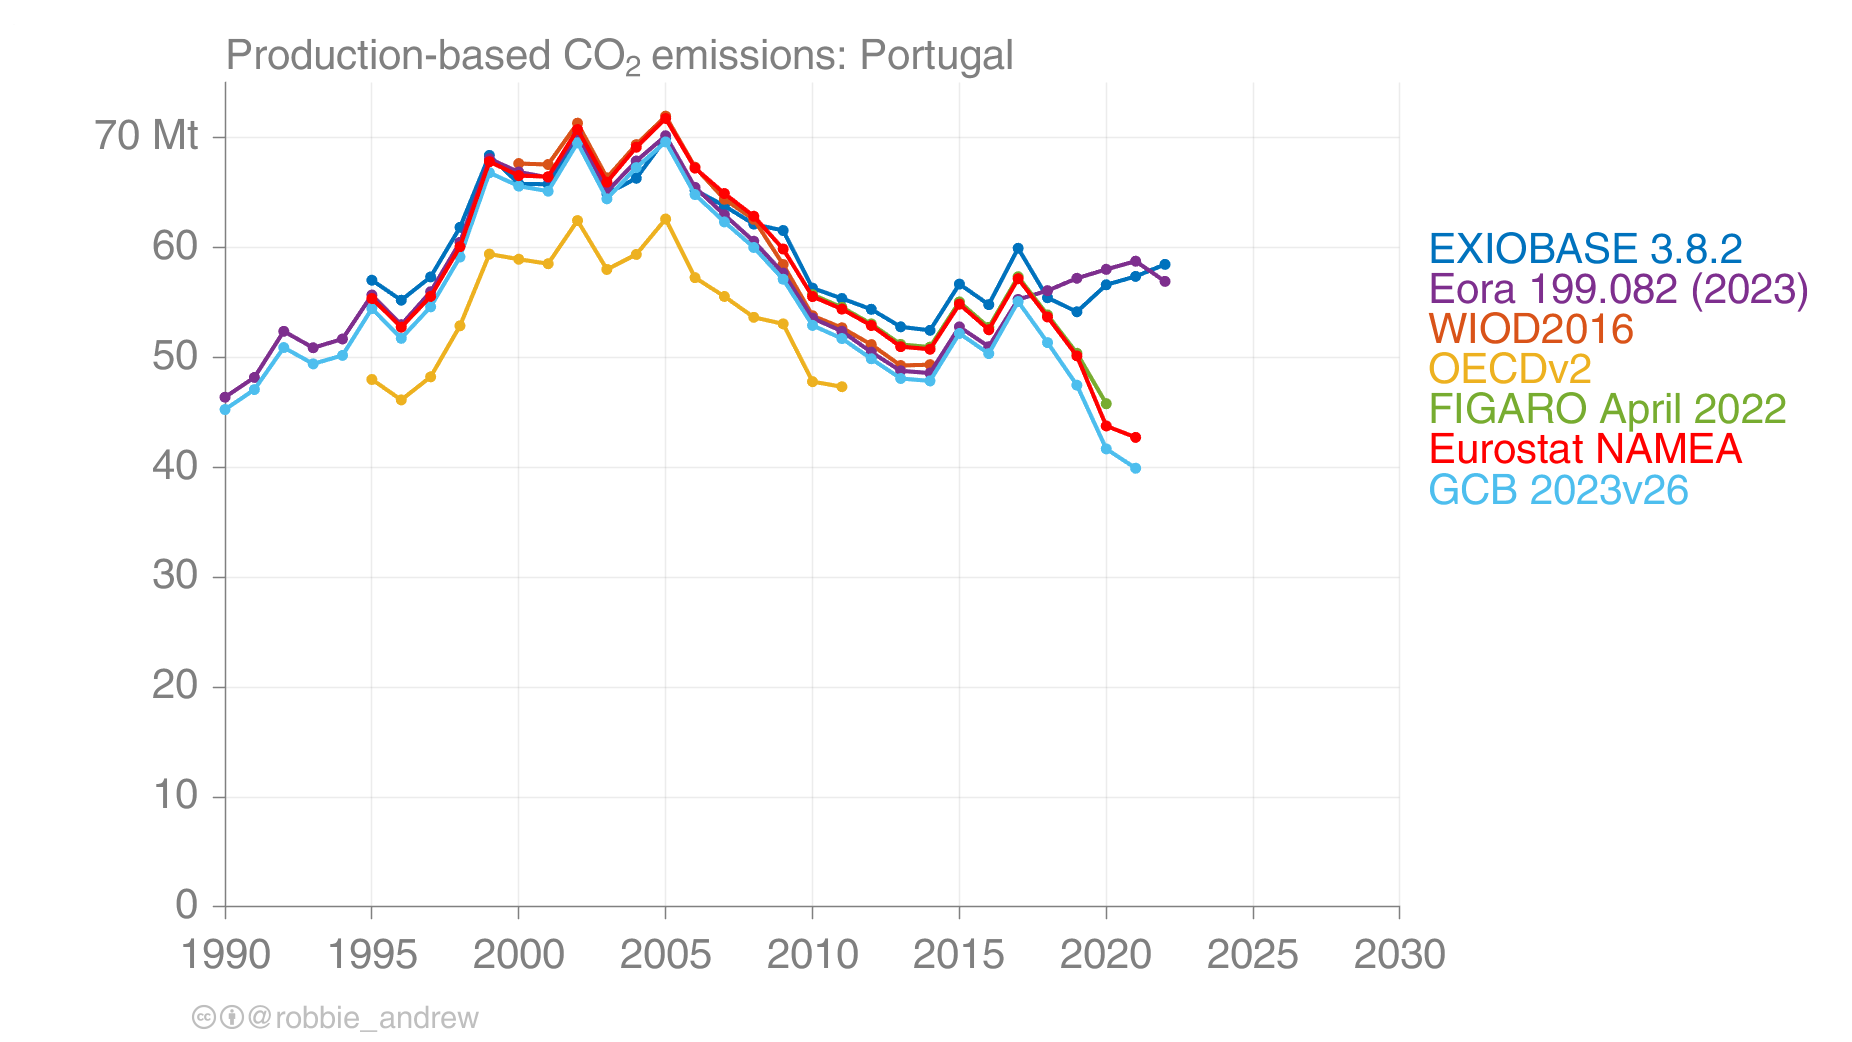 Production-based CO₂ emissions: Portugal
70 Mt
60
50
40
30
20
10
0
1990 1995 2000 2005 2010 2015 2020 2025 2030
EXIOBASE 3.8.2
Eora 199.082 (2023)
WIOD2016
OECDv2
FIGARO April 2022
Eurostat NAMEA
GCB 2023v26
@robbie_andrew